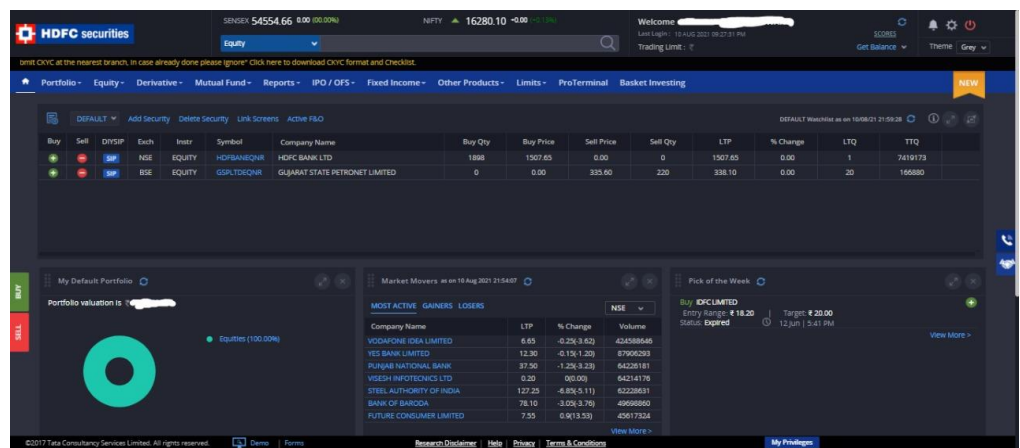 HDFC securities
SENSEX 54554.66 0.00 (00.00%)
NIFTY 16280.10
Equity
Welcome
Last Login : 10 AUG 2021 09:27:31 PM
Trading Limit : ₹
SCORES
Get Balance
Theme Grey
omit CKYC at the nearest branch, In case already done please ignore" Click here to download CKYC format and Checklist.
Portfolio Equity Derivative Mutual Fund Reports IPO / OFS Fixed Income Other Products Limits ProTerminal Basket Investing NEW
DEFAULT Add Security Delete Security Link Screens Active F&O DEFAULT Watchlist as on 10/08/21 21:59:28
Buy Sell DIYSIP Exch Instr Symbol Company Name Buy Qty Buy Price Sell Price Sell Qty LTP % Change LTQ TTQ
SIP NSE EQUITY HDFBANEQNR HDFC BANK LTD 1898 1507.65 0.00 0 1507.65 0.00 1 7419173
SIP BSE EQUITY GSPLTDEQNR GUJARAT STATE PETRONET LIMITED 0 0.00 335.60 220 338.10 0.00 20 166880
BUY
SELL
My Default Portfolio
Portfolio valuation is ₹
Equities (100.00%)
Market Movers as on 10 Aug 2021 21:54:07
MOST ACTIVE GAINERS LOSERS NSE
Company Name LTP % Change Volume
VODAFONE IDEA LIMITED 6.65 -0.25(-3.62) 424588646
YES BANK LIMITED 12.30 -0.15(-1.20) 87906293
PUNJAB NATIONAL BANK 37.50 -1.25(-3.23) 64226181
VISESH INFOTECNICS LTD 0.20 0(0.00) 64214176
STEEL AUTHORITY OF INDIA 127.25 -6.85(-5.11) 62228631
BANK OF BARODA 78.10 -3.05(-3.76) 49698860
FUTURE CONSUMER LIMITED 7.55 0.9(13.53) 45617324
View More >
Pick of the Week
Buy IDFC LIMITED
Entry Range: ₹ 18.20 | Target: ₹ 20.00
Status: Expired 12 Jun | 5:41 PM
View More >
©2017 Tata Consultancy Services Limited. All rights reserved. Demo | Forms Research Disclaimer | Help | Privacy | Terms & Conditions My Privileges